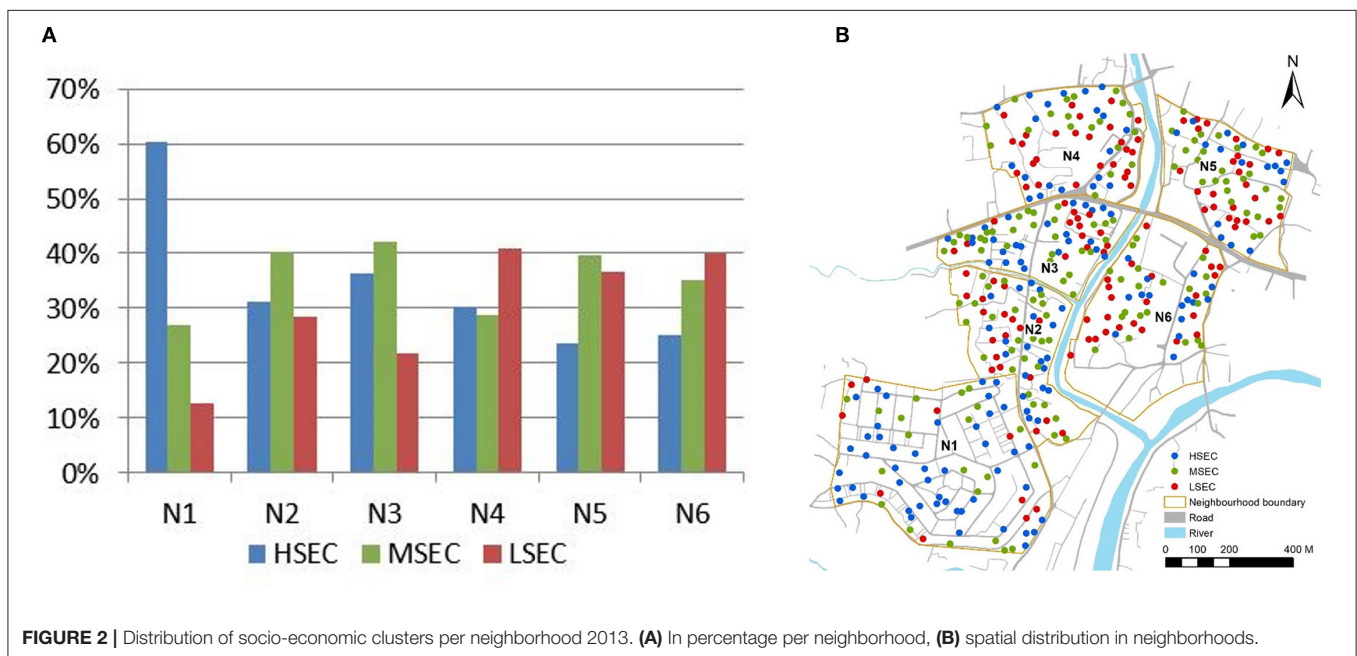 A
70%
60%
50%
40%
30%
20%
10%
0%
N1 N2 N3 N4 N5 N6
HSEC MSEC LSEC
B
N
N4
N5
N3
N2
N6
N1
HSEC
MSEC
LSEC
Neighbourhood boundary
Road
River
0 100 200 400 M
FIGURE 2 | Distribution of socio-economic clusters per neighborhood 2013. (A) In percentage per neighborhood, (B) spatial distribution in neighborhoods.